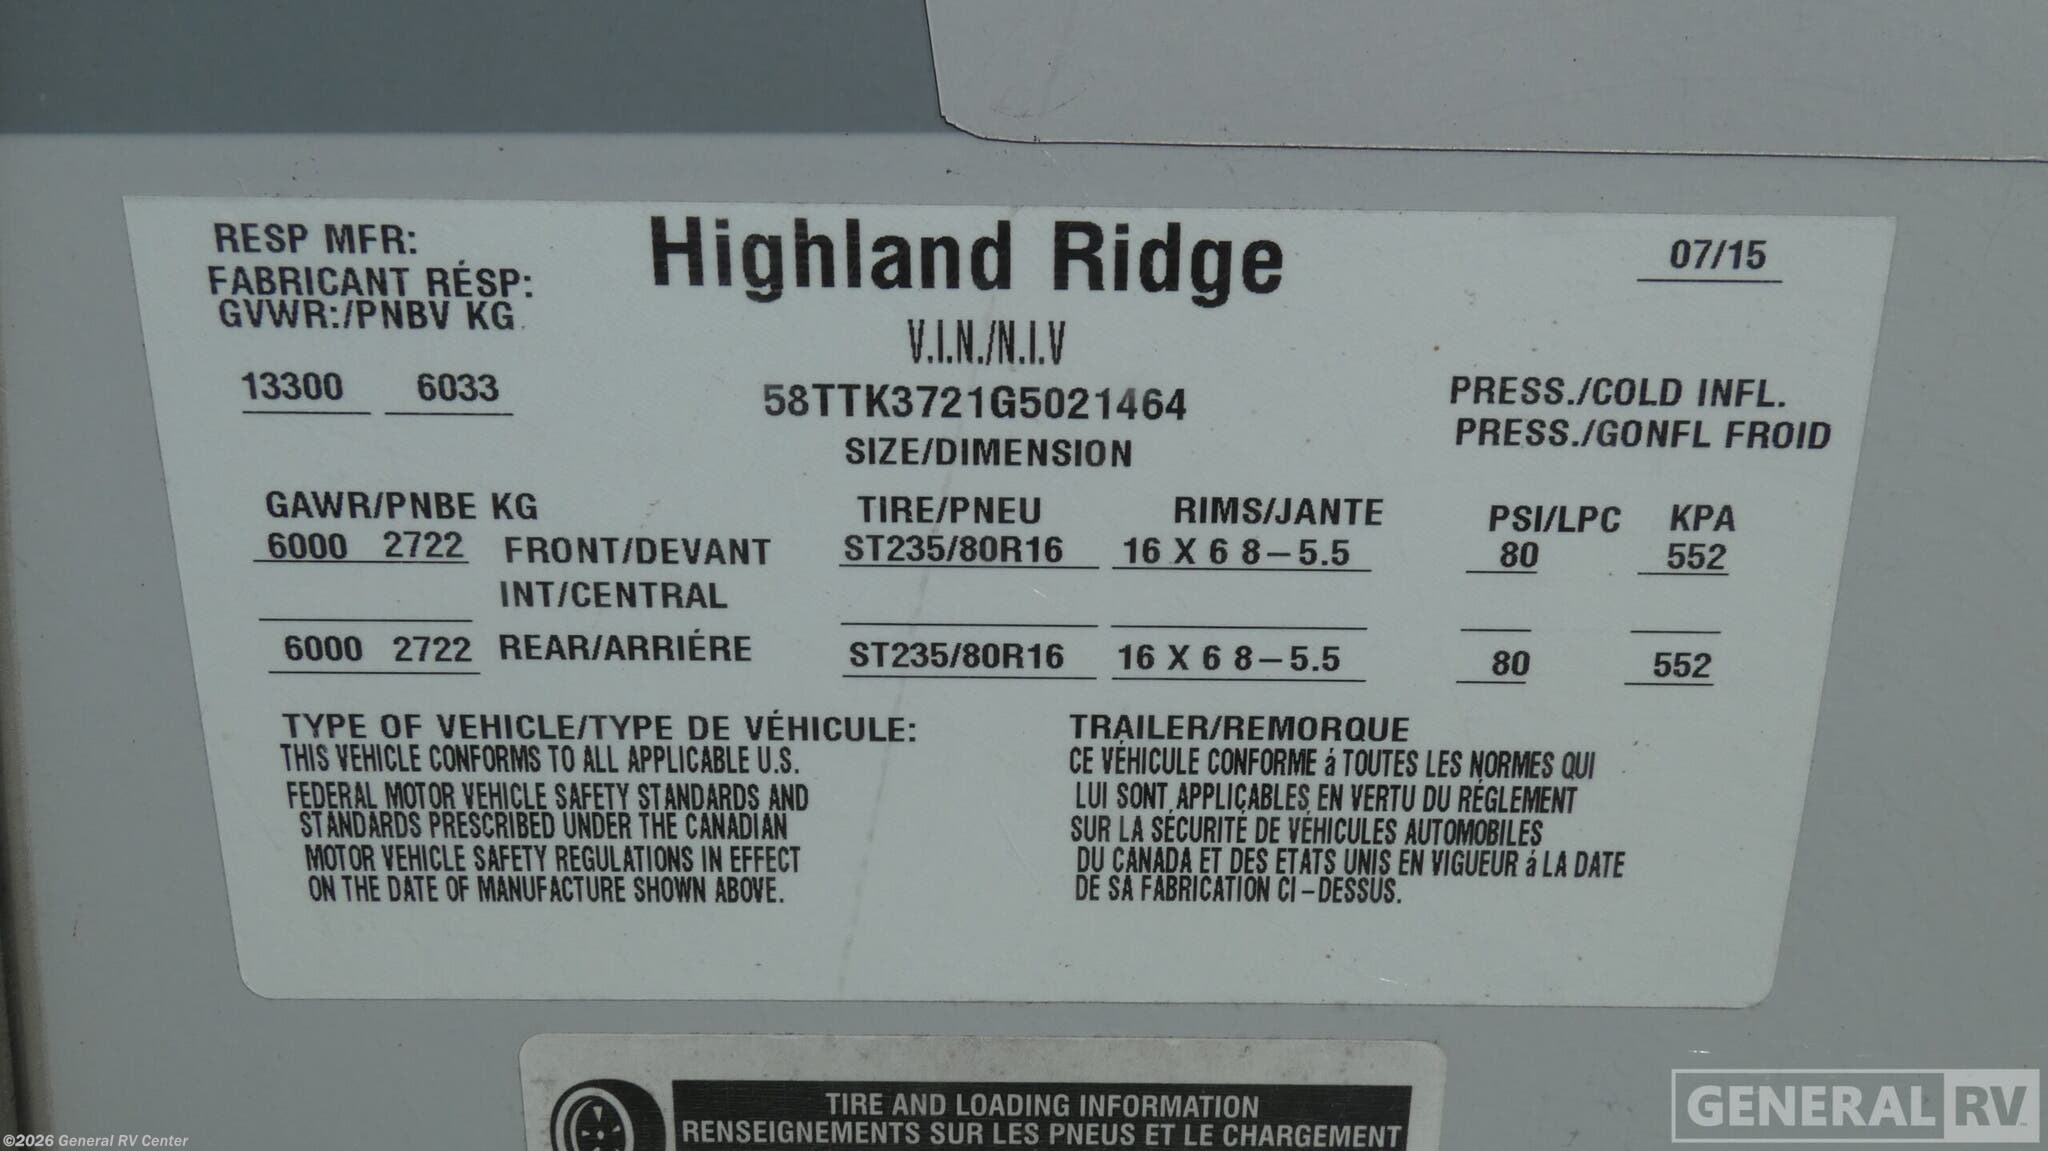 RESP MFR:
FABRICANT RÉSP:
GVWR:/PNBV KG
Highland Ridge
07/15
V.I.N./N.I.V
13300 6033
58TTK3721G5021464
PRESS./COLD INFL.
PRESS./GONFL FROID
SIZE/DIMENSION
GAWR/PNBE KG TIRE/PNEU RIMS/JANTE PSI/LPC KPA
6000 2722 FRONT/DEVANT ST235/80R16 16 X 6 8-5.5 80 552
INT/CENTRAL
6000 2722 REAR/ARRIÉRE ST235/80R16 16 X 6 8-5.5 80 552
TYPE OF VEHICLE/TYPE DE VÉHICULE: TRAILER/REMORQUE
THIS VEHICLE CONFORMS TO ALL APPLICABLE U.S.
FEDERAL MOTOR VEHICLE SAFETY STANDARDS AND
STANDARDS PRESCRIBED UNDER THE CANADIAN
MOTOR VEHICLE SAFETY REGULATIONS IN EFFECT
ON THE DATE OF MANUFACTURE SHOWN ABOVE.
CE VÉHICULE CONFORME á TOUTES LES NORMES QUI
LUI SONT APPLICABLES EN VERTU DU RÉGLEMENT
SUR LA SÉCURITÉ DE VÉHICULES AUTOMOBILES
DU CANADA ET DES ETATS UNIS EN VIGUEUR á LA DATE
DE SA FABRICATION CI-DESSUS.
TIRE AND LOADING INFORMATION
RENSEIGNEMENTS SUR LES PNEUS ET LE CHARGEMENT
GENERAL RV
©2026 General RV Center